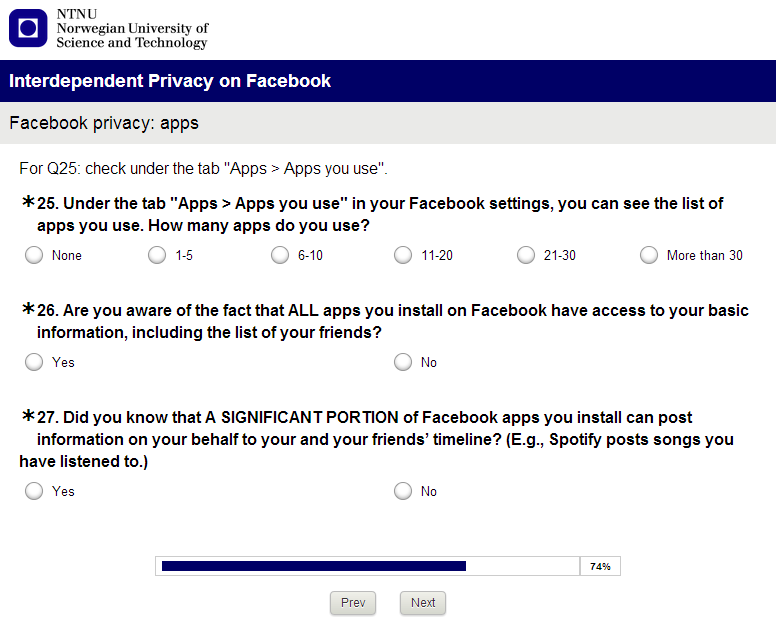 NTNU
Norwegian University of
Science and Technology
Interdependent Privacy on Facebook
Facebook privacy: apps
For Q25: check under the tab "Apps > Apps you use".
*25. Under the tab "Apps > Apps you use" in your Facebook settings, you can see the list of
apps you use. How many apps do you use?
None 1-5 6-10 11-20 21-30 More than 30
*26. Are you aware of the fact that ALL apps you install on Facebook have access to your basic
information, including the list of your friends?
Yes No
*27. Did you know that A SIGNIFICANT PORTION of Facebook apps you install can post
information on your behalf to your and your friends’ timeline? (E.g., Spotify posts songs you
have listened to.)
Yes No
74%
Prev Next